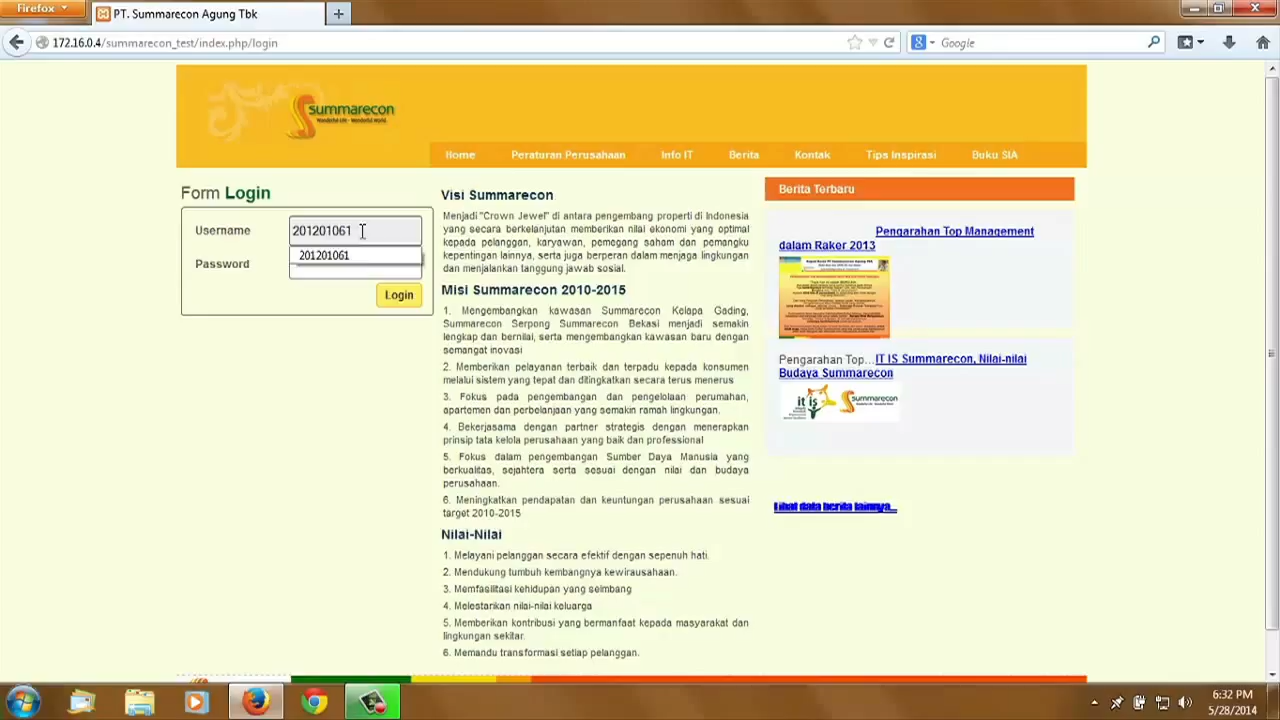 Firefox
PT. Summarecon Agung Tbk
172.16.0.4/summarecon_test/index.php/login
Google
summarecon
Home
Peraturan Perusahaan
Info IT
Berita
Kontak
Tips Inspirasi
Buku SIA
Form Login
Username
201201061
201201061
Password
Login
Visi Summarecon
Menjadi "Crown Jewel" di antara pengembang properti di Indonesia
yang secara berkelanjutan memberikan nilai ekonomi yang optimal
kepada pelanggan, karyawan, pemegang saham dan pemangku
kepentingan lainnya, serta juga berperan dalam menjaga lingkungan
dan menjalankan tanggung jawab sosial.
Misi Summarecon 2010-2015
1. Mengembangkan kawasan Summarecon Kelapa Gading,
Summarecon Serpong Summarecon Bekasi menjadi semakin
lengkap dan bernilai, serta mengembangkan kawasan baru dengan
semangat inovasi
2. Memberikan pelayanan terbaik dan terpadu kepada konsumen
melalui sistem yang tepat dan ditingkatkan secara terus menerus
3. Fokus pada pengembangan dan pengelolaan perumahan,
apartemen dan perbelanjaan yang semakin ramah lingkungan.
4. Bekerjasama dengan partner strategis dengan menerapkan
prinsip tata kelola perusahaan yang baik dan professional
5. Fokus dalam pengembangan Sumber Daya Manusia yang
berkualitas, sejahtera serta sesuai dengan nilai dan budaya
perusahaan.
6. Meningkatkan pendapatan dan keuntungan perusahaan sesuai
target 2010-2015
Nilai-Nilai
1. Melayani pelanggan secara efektif dengan sepenuh hati.
2. Mendukung tumbuh kembangnya kewirausahaan.
3. Memfasilitasi kehidupan yang seimbang
4. Melestarikan nilai-nilai keluarga
5. Memberikan kontribusi yang bermanfaat kepada masyarakat dan
lingkungan sekitar.
6. Memandu transformasi setiap pelanggan.
Berita Terbaru
Pengarahan Top Management
dalam Raker 2013
Pengarahan Top...IT IS Summarecon, Nilai-nilai
Budaya Summarecon
it is
summarecon
Lihat data berita lainnya...
6:32 PM
5/28/2014